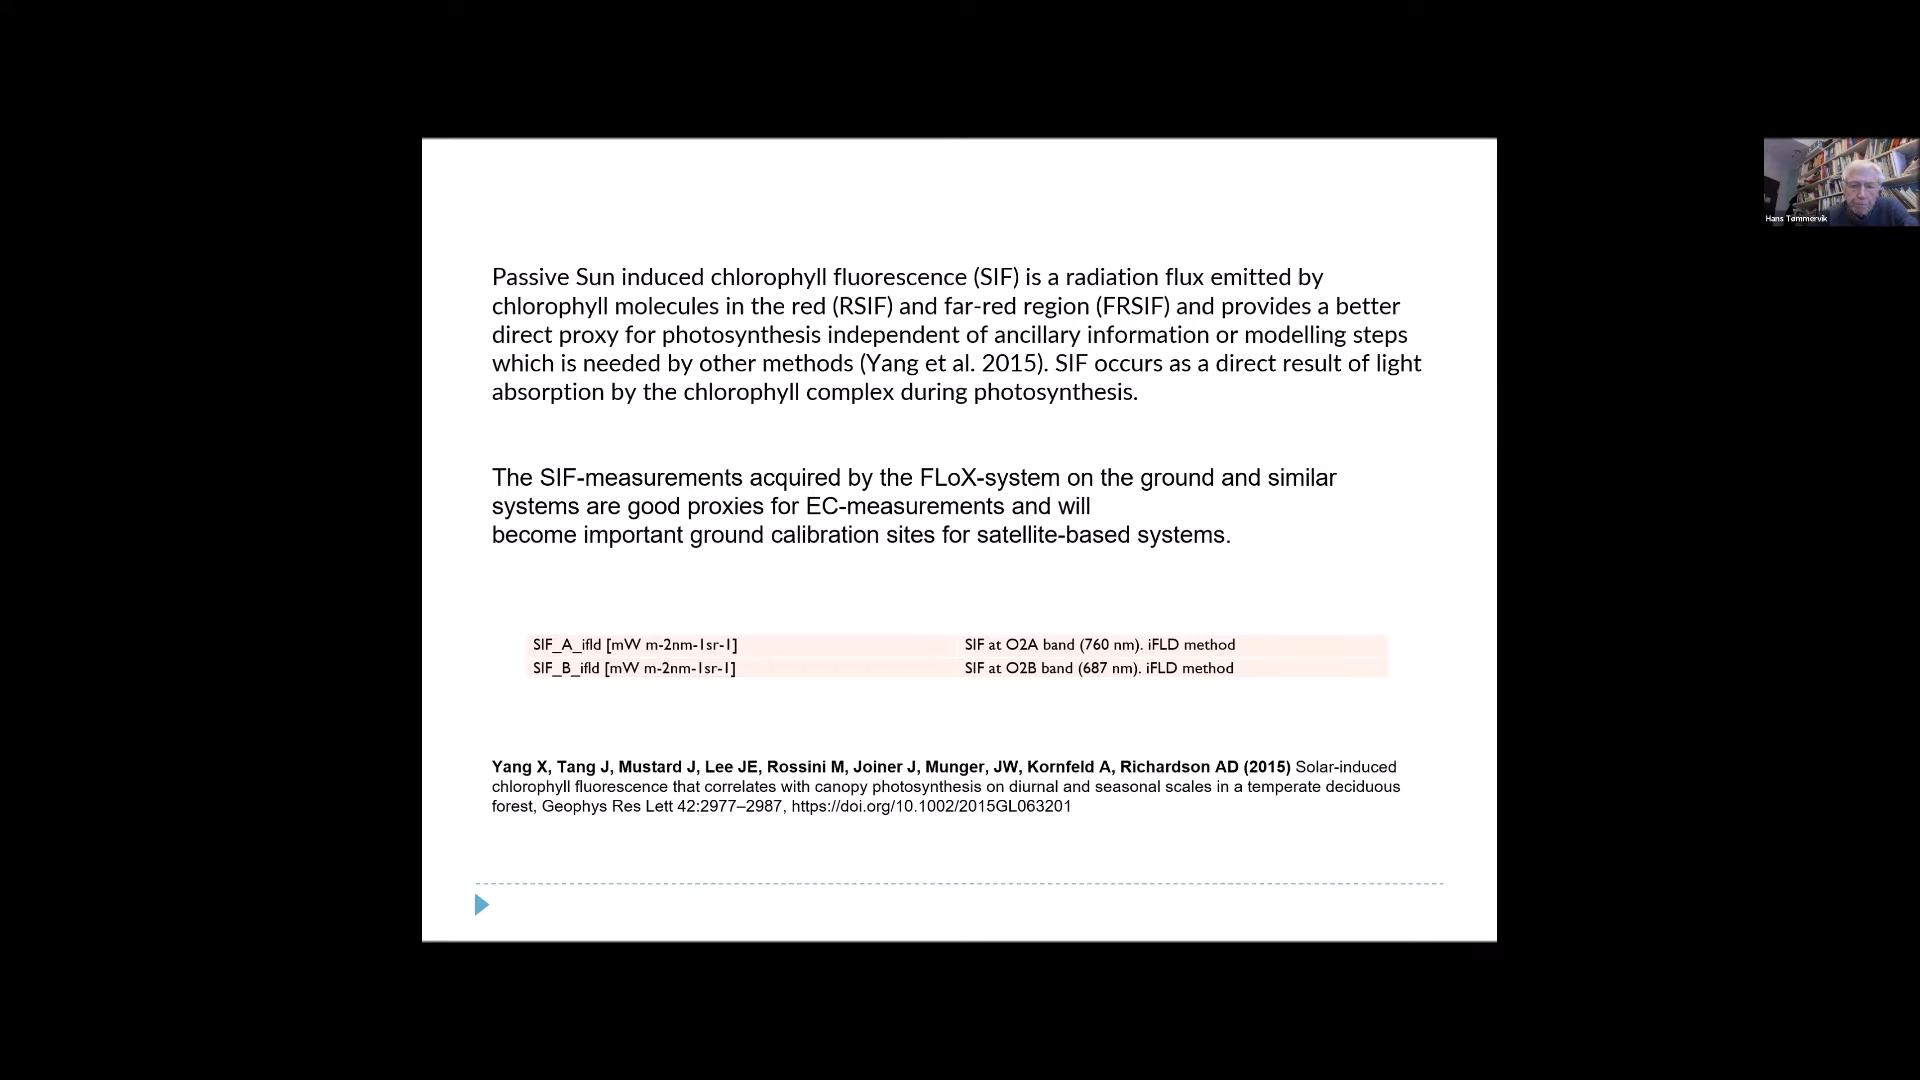 Passive Sun induced chlorophyll fluorescence (SIF) is a radiation flux emitted by
chlorophyll molecules in the red (RSIF) and far-red region (FRSIF) and provides a better
direct proxy for photosynthesis independent of ancillary information or modelling steps
which is needed by other methods (Yang et al. 2015). SIF occurs as a direct result of light
absorption by the chlorophyll complex during photosynthesis.
The SIF-measurements acquired by the FLoX-system on the ground and similar
systems are good proxies for EC-measurements and will
become important ground calibration sites for satellite-based systems.
SIF_A_ifld [mW m-2nm-1sr-1] SIF at O2A band (760 nm). iFLD method
SIF_B_ifld [mW m-2nm-1sr-1] SIF at O2B band (687 nm). iFLD method
Yang X, Tang J, Mustard J, Lee JE, Rossini M, Joiner J, Munger, JW, Kornfeld A, Richardson AD (2015) Solar-induced
chlorophyll fluorescence that correlates with canopy photosynthesis on diurnal and seasonal scales in a temperate deciduous
forest, Geophys Res Lett 42:2977–2987, https://doi.org/10.1002/2015GL063201
Hans Tømmervik